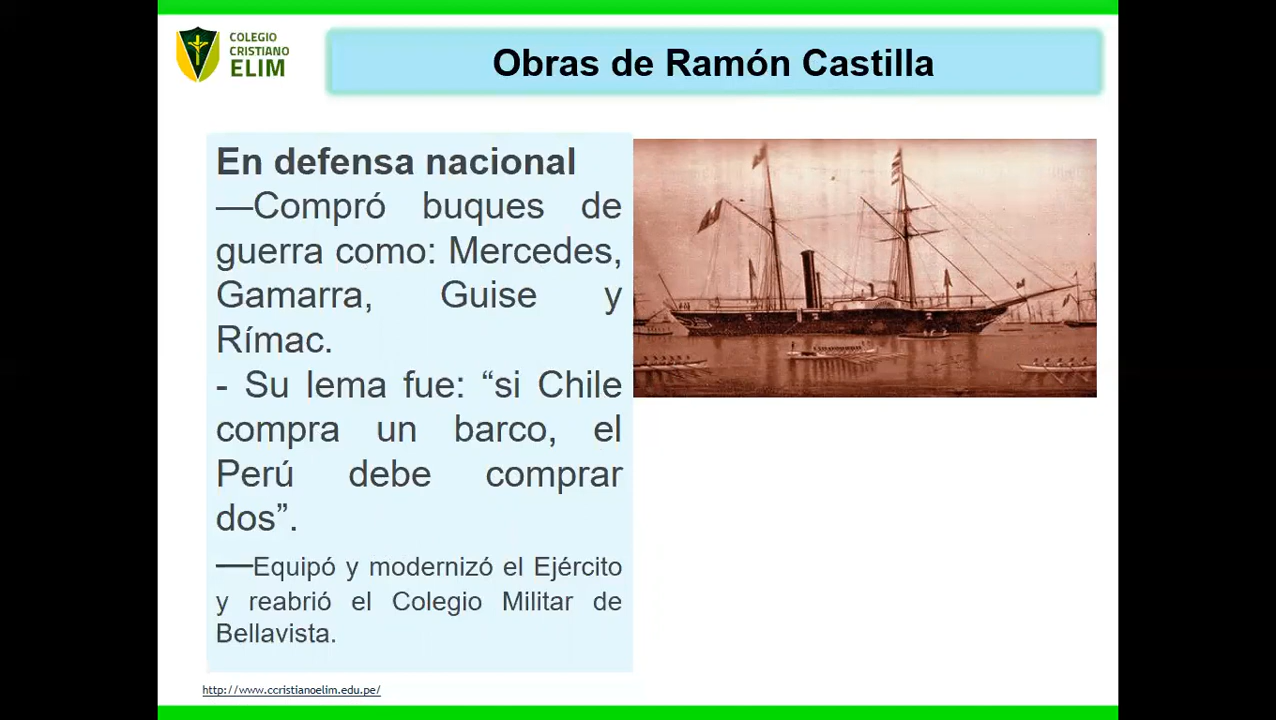 COLEGIO
CRISTIANO
ELIM
Obras de Ramón Castilla
En defensa nacional
—Compró buques de
guerra como: Mercedes,
Gamarra, Guise y
Rímac.
- Su lema fue: “si Chile
compra un barco, el
Perú debe comprar
dos”.
—Equipó y modernizó el Ejército
y reabrió el Colegio Militar de
Bellavista.
http://www.ccristianoelim.edu.pe/